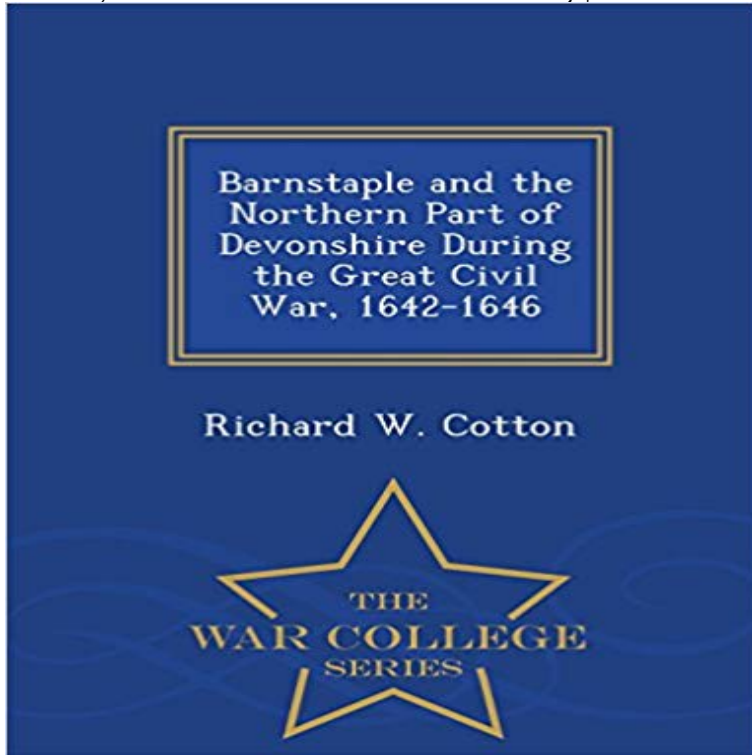 Barnstaple and the
Northern Part of
Devonshire During
the Great Civil
War, 1642-1646
Richard W. Cotton
THE
WAR COLLEGE
SERIES